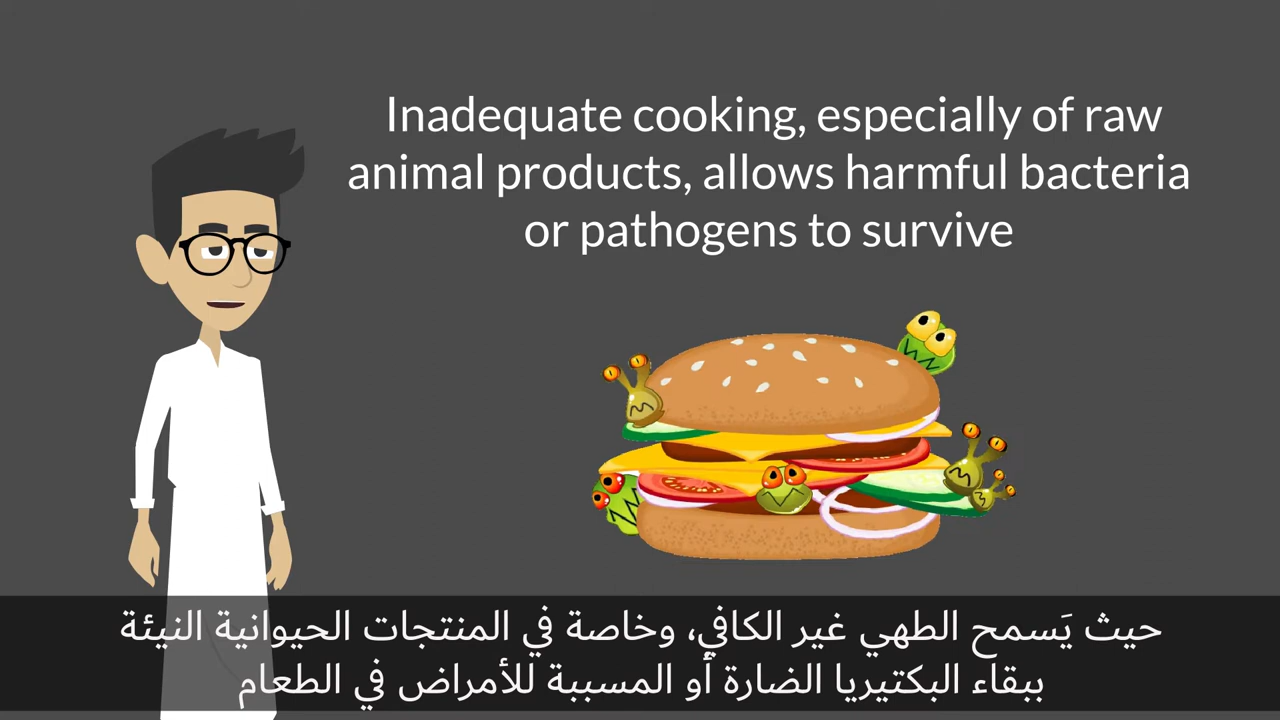 Inadequate cooking, especially of raw
animal products, allows harmful bacteria
or pathogens to survive
حيث يَسمح الطهي غير الكافي، وخاصة في المنتجات الحيوانية النيئة
ببقاء البكتيريا الضارة أو المسببة للأمراض في الطعام